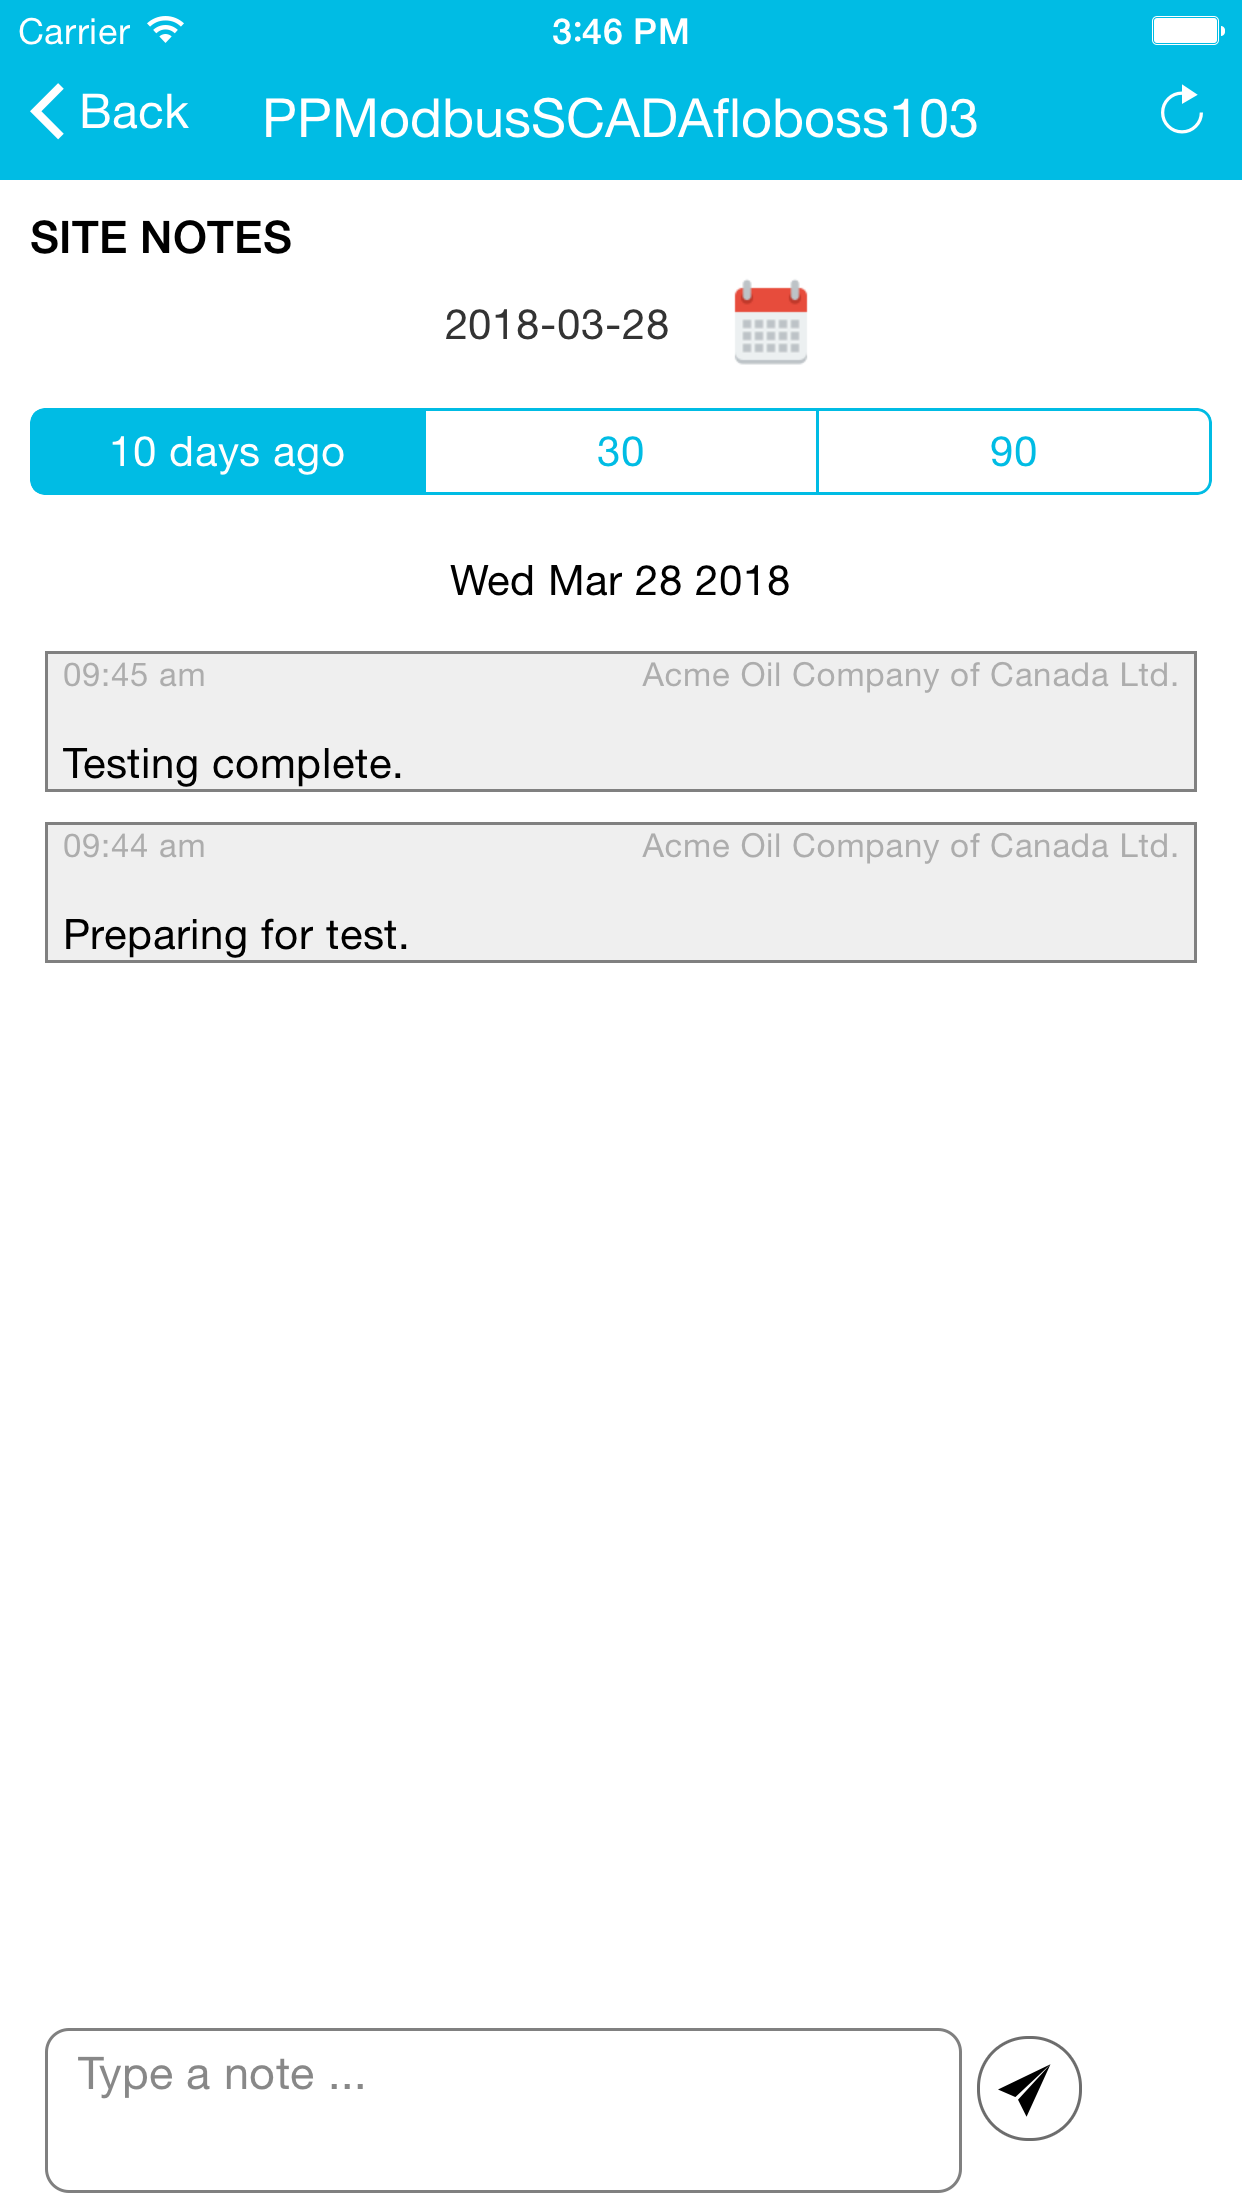 Carrier 3:46 PM
Back PPModbusSCADAfloboss103
SITE NOTES
2018-03-28
10 days ago 30 90
Wed Mar 28 2018
09:45 am Acme Oil Company of Canada Ltd.
Testing complete.
09:44 am Acme Oil Company of Canada Ltd.
Preparing for test.
Type a note ...